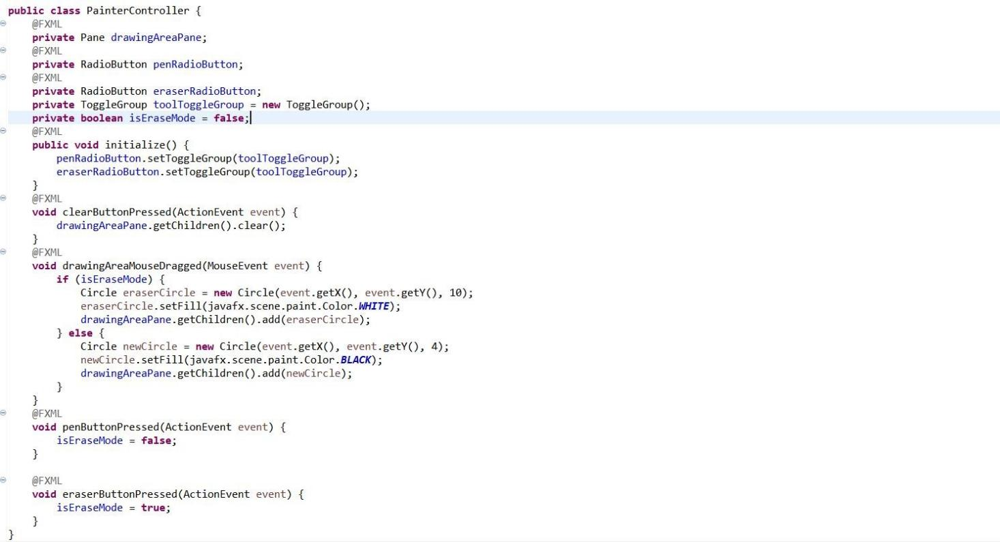 public class PainterController {
    @FXML
    private Pane drawingAreaPane;
    @FXML
    private RadioButton penRadioButton;
    @FXML
    private RadioButton eraserRadioButton;
    private ToggleGroup toolToggleGroup = new ToggleGroup();
    private boolean isEraseMode = false;
    @FXML
    public void initialize() {
        penRadioButton.setToggleGroup(toolToggleGroup);
        eraserRadioButton.setToggleGroup(toolToggleGroup);
    }
    @FXML
    void clearButtonPressed(ActionEvent event) {
        drawingAreaPane.getChildren().clear();
    }
    @FXML
    void drawingAreaMouseDragged(MouseEvent event) {
        if (isEraseMode) {
            Circle eraserCircle = new Circle(event.getX(), event.getY(), 10);
            eraserCircle.setFill(javafx.scene.paint.Color.WHITE);
            drawingAreaPane.getChildren().add(eraserCircle);
        } else {
            Circle newCircle = new Circle(event.getX(), event.getY(), 4);
            newCircle.setFill(javafx.scene.paint.Color.BLACK);
            drawingAreaPane.getChildren().add(newCircle);
        }
    }
    @FXML
    void penButtonPressed(ActionEvent event) {
        isEraseMode = false;
    }

    @FXML
    void eraserButtonPressed(ActionEvent event) {
        isEraseMode = true;
    }
}